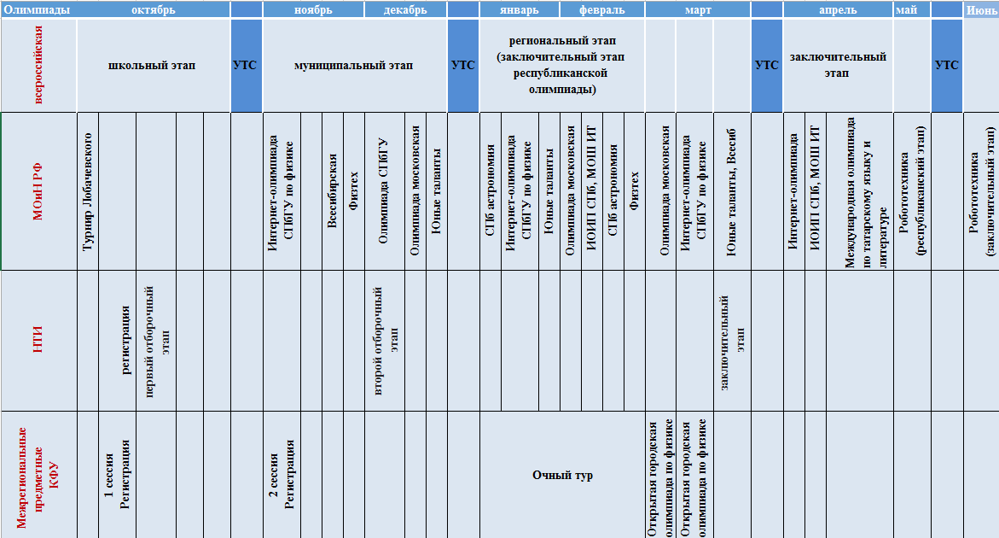 Олимпиады
октябрь
ноябрь
декабрь
январь
февраль
март
апрель
май
Июнь
всероссийская
школьный этап
УТС
муниципальный этап
УТС
региональный этап
(заключительный этап
республиканской
олимпиады)
УТС
заключительный
этап
УТС
МОиН РФ
Турнир Лобачевского
Интернет-олимпиада
СПбГУ по физике
Всесибирская
Физтех
Олимпиада СПбГУ
Олимпиада московская
Юные таланты
СПб астрономия
Интернет-олимпиада
СПбГУ по физике
Юные таланты
Олимпиада московская
ИОИП СПб, МОШ ИТ
СПб астрономия
Физтех
Олимпиада московская
Интернет-олимпиада
СПбГУ по физике
Юные таланты, Всесиб
Интернет-олимпиада
ИОИП СПб, МОШ ИТ
Международная олимпиада
по татарскому языку и
литературе
Робототехника
(республиканский этап)
Робототехника
(заключительный этап)
НТИ
регистрация
первый отборочный
этап
второй отборочный
этап
заключительный
этап
Межрегиональные
предметные
КФУ
1 сессия
Регистрация
2 сессия
Регистрация
Очный тур
Открытая городская
олимпиада по физике
Открытая городская
олимпиада по физике